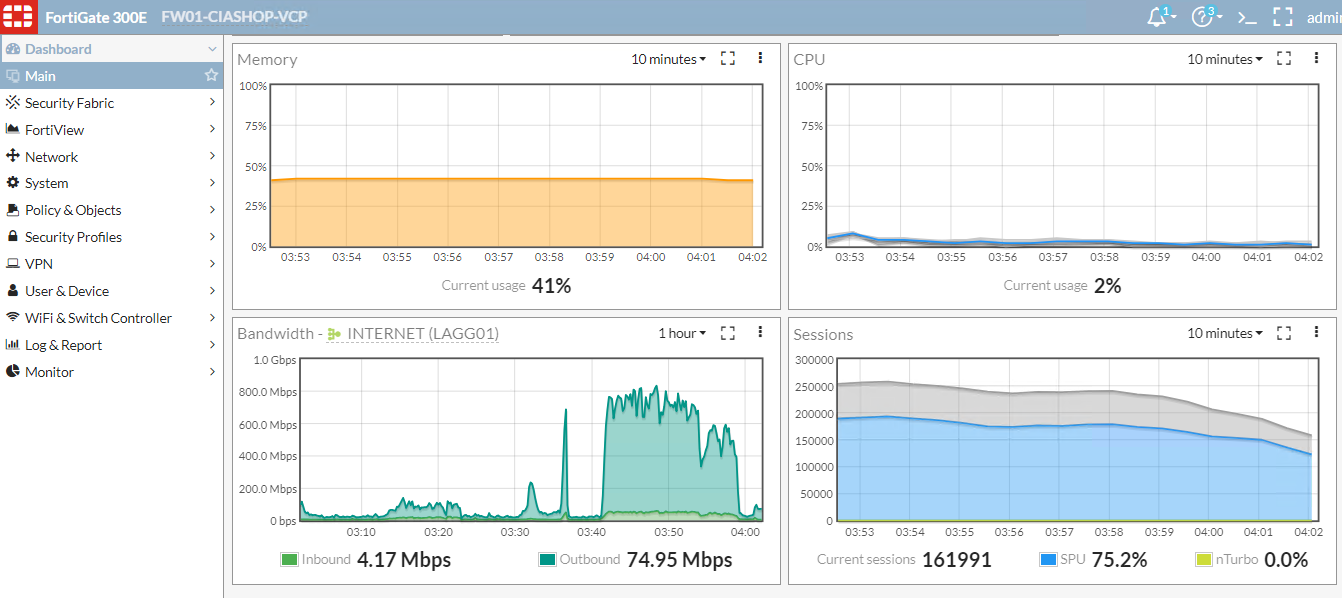 FortiGate 300E FW01-CIASHOP-VCP 1 3 admin
Dashboard
Main
Security Fabric
FortiView
Network
System
Policy & Objects
Security Profiles
VPN
User & Device
WiFi & Switch Controller
Log & Report
Monitor
Memory 10 minutes
100%
75%
50%
25%
0%
03:53 03:54 03:55 03:56 03:57 03:58 03:59 04:00 04:01 04:02
Current usage 41%
CPU 10 minutes
100%
75%
50%
25%
0%
03:53 03:54 03:55 03:56 03:57 03:58 03:59 04:00 04:01 04:02
Current usage 2%
Bandwidth - INTERNET (LAGG01) 1 hour
1.0 Gbps
800.0 Mbps
600.0 Mbps
400.0 Mbps
200.0 Mbps
0 bps
03:10 03:20 03:30 03:40 03:50 04:00
Inbound 4.17 Mbps Outbound 74.95 Mbps
Sessions 10 minutes
300000
250000
200000
150000
100000
50000
0
03:53 03:54 03:55 03:56 03:57 03:58 03:59 04:00 04:01 04:02
Current sessions 161991 SPU 75.2% nTurbo 0.0%